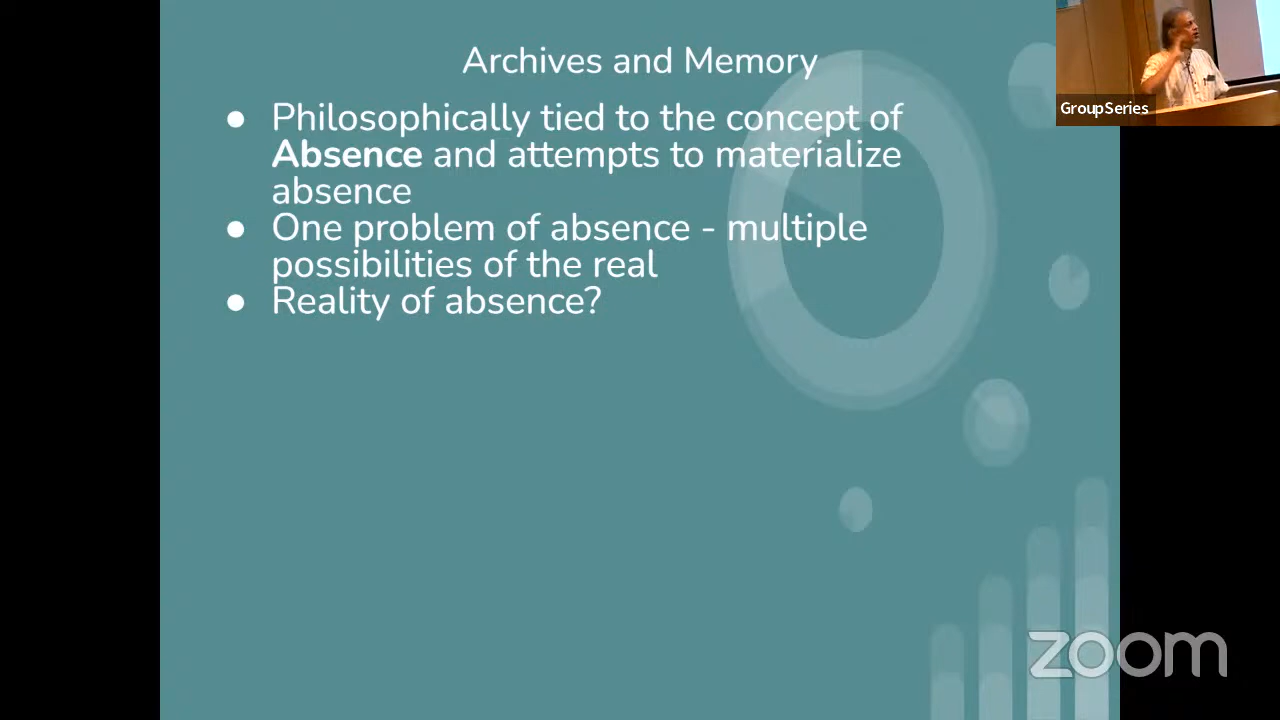 Archives and Memory
● Philosophically tied to the concept of
Absence and attempts to materialize
absence
● One problem of absence - multiple
possibilities of the real
● Reality of absence?
GroupSeries
zoom